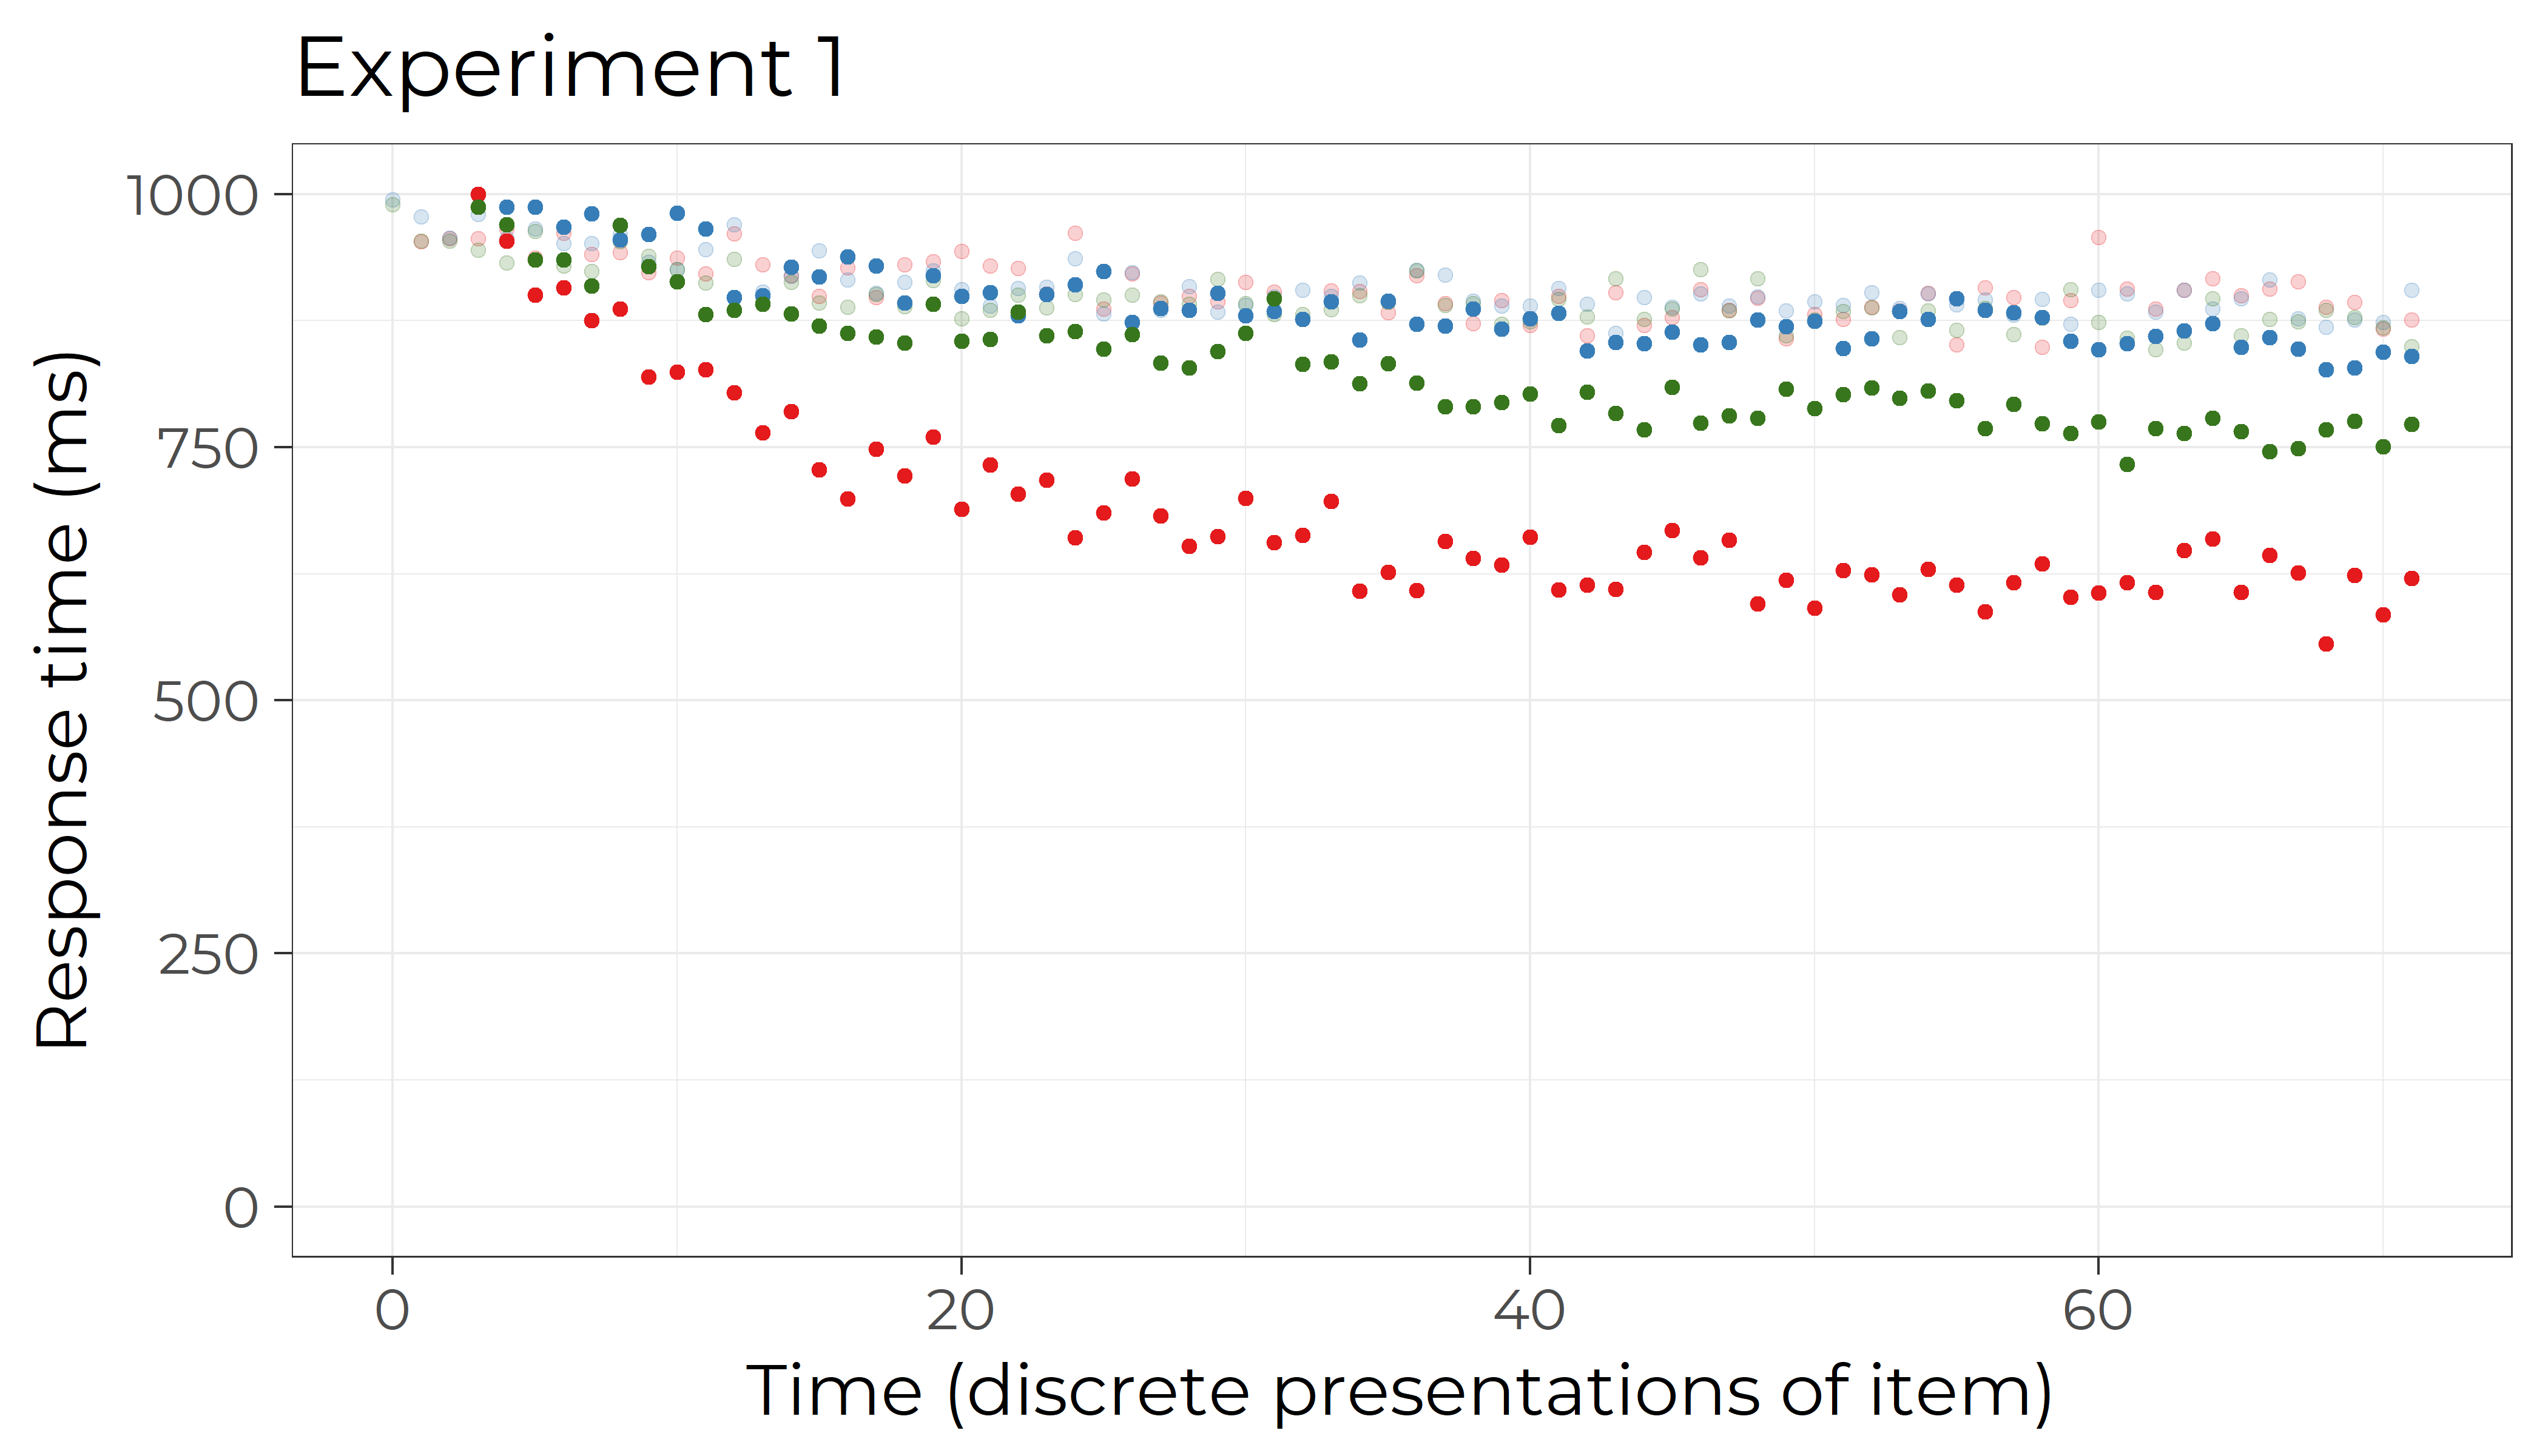 Experiment 1
Response time (ms)
1000
750
500
250
0
0 20 40 60
Time (discrete presentations of item)